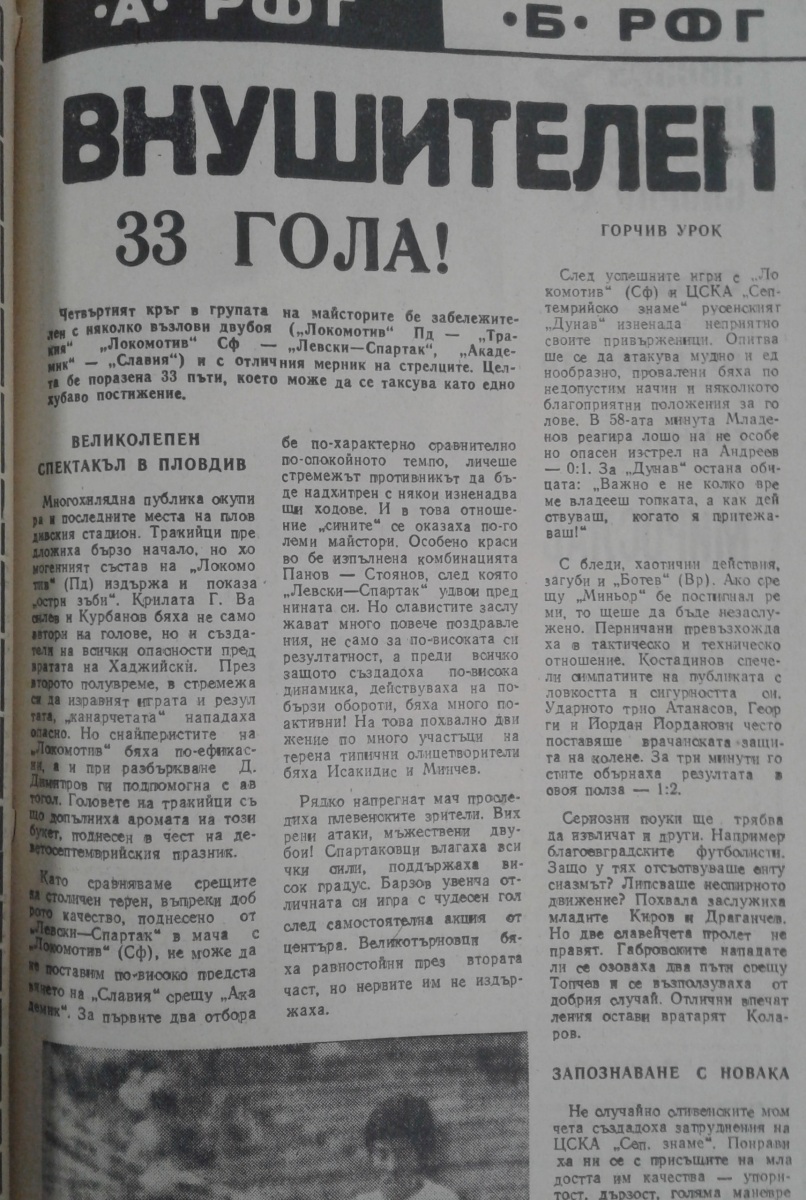 •А• РФГ
•Б• РФГ
ВНУШИТЕЛЕН
33 ГОЛА!
Четвъртият кръг в групата на майсторите бе забележите-
лен с няколко възлови двубоя („Локомотив“ Пд — „Тра-
кия“ „Локомотив“ Сф — „Левски—Спартак“, „Акаде-
мик“ — „Славия“) и с отличния мерник на стрелците. Цел-
та бе поразена 33 пъти, което може да се таксува като едно
хубаво постижение.
ВЕЛИКОЛЕПЕН
СПЕКТАКЪЛ В ПЛОВДИВ
Многохилядна публика окупи
ра и последните места на плов
дивския стадион. Тракийци пре
дложиха бързо начало, но хо
могенният състав на „Локомо
тив“ (Пд) издържа и показа
„остри зъби“. Крилата Г. Ва
силев и Курбанов бяха не само
автори на голове, но и създа-
тели на всички опасности пред
вратата на Хаджийски. През
второто полувреме, в стремежа
си да изравият играта и резул
тата, „канарчетата“ нападаха
опасно. Но снайперистите на
„Локомотив“ бяха по-ефикас-
ни, а и при разбъркване Д.
Димитров ги подпомогна с ав
тогол. Головете на тракийци съ
що допълниха аромата на този
букет, поднесен в чест на де-
ветосептемврийския празник.
Като сравняваме срещите
на столичен терен, въпреки доб
рото качество, поднесено от
„Левски—Спартак“ в мача с
„Локомотив“ (Сф), не може да
не поставим по-високо предста
вянето на „Славия“ срещу „Ака
демик“. За първите два отбора
бе по-характерно сравнително
по-спокойното темпо, личеше
стремежът противникът да бъ-
де надхитрен с някои изненадва
щи ходове. И в това отноше-
ние „сините“ се оказаха по-го
леми майстори. Особено краси
во бе изпълнена комбинацията
Панов — Стоянов, след която
„Левски—Спартак“ удвои пред
нината си. Но славистите заслу
жават много повече поздравле
ния, не само за по-високата си
резултатност, а преди всичко
защото създадоха по-висока
динамика, действуваха на по-
бързи обороти, бяха много по-
активни! На това похвално дви
жение по много участъци на
терена типични олицетворители
бяха Исакидис и Минчев.
Рядко напрегнат мач просле-
диха плевенските зрители. Вих
рени атаки, мъжествени дву-
бои! Спартаковци влагаха вси
чки сили, поддържаха ви-
сок градус. Барзов увенча от-
личната си игра с чудесен гол
след самостоятелна акция от
центъра. Великотърновци бя-
ха равностойни през втората
част, но нервите им не издър-
жаха.
ГОРЧИВ УРОК
След успешните игри с „Ло
комотив“ (Сф) и ЦСКА „Сеп-
темврийско знаме“ русенският
„Дунав“ изненада неприятно
своите привърженици. Опитва
ше се да атакува мудно и ед
нообразно, провалени бяха по
недопустим начин и няколкото
благоприятни положения за го
лове. В 58-ата минута Младе-
нов реагира лошо на не особе
но опасен изстрел на Андреев
— 0:1. За „Дунав“ остана оби-
цата: „Важно е не колко вре
ме владееш топката, а как дей
ствуваш, когато я притежа-
ваш!“
С бледи, хаотични действия,
загуби и „Ботев“ (Вр). Ако сре
щу „Миньор“ бе постигнал ре
ми, то щеше да бъде незаслу-
жено. Перничани превъзхожда
ха в тактическо и техническо
отношение. Костадинов спече-
ли симпатиите на публиката с
ловкостта и сигурността си.
Ударното трио Атанасов, Геор
ги и Йордан Йорданови често
поставяше врачанската защи-
та на колене. За три минути го
стите обърнаха резултата в
своя полза — 1:2.
Сериозни поуки ще трябва
да извличат и други. Например
благоевградските футболисти.
Защо у тях отсъствуваше енту
сиазмът? Липсваше неспирното
движение? Похвала заслужиха
младите Киров и Драганчев.
Но две славейчета пролет не
правят. Габровските нападате
ли се озоваха два пъти срещу
Топчев и се възползуваха от
добрия случай. Отлични впечат
ления остави вратарят Кола-
ров.
ЗАПОЗНАВАНЕ С НОВАКА
Не случайно сливенските мом
чета създадоха затруднения на
ЦСКА „Сеп. знаме“. Понрави
ха ни се с присъщите на мла
достта им качества — упори-
тост, дързост, голяма маневре